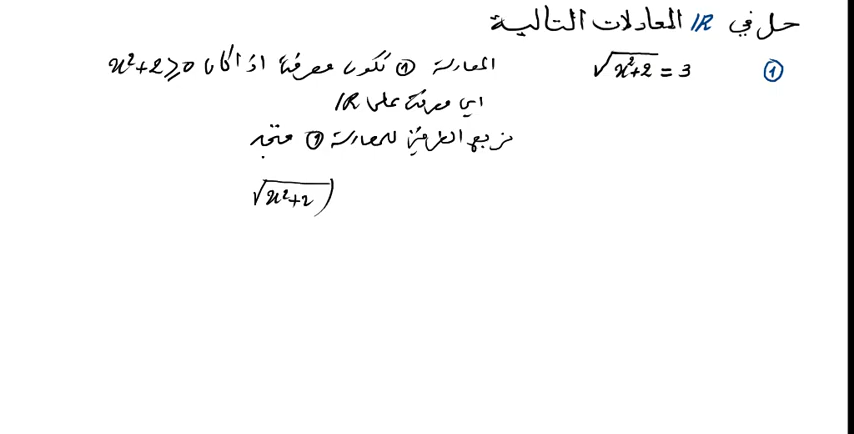 حل في IR المعادلات التالية
① √x²+2 = 3
المعادلة ① تكون معرفة اذا كان x²+2 ≥ 0
اي معرفة على IR
نربع الطرفين للمعادلة ① فنجد
√x²+2 )